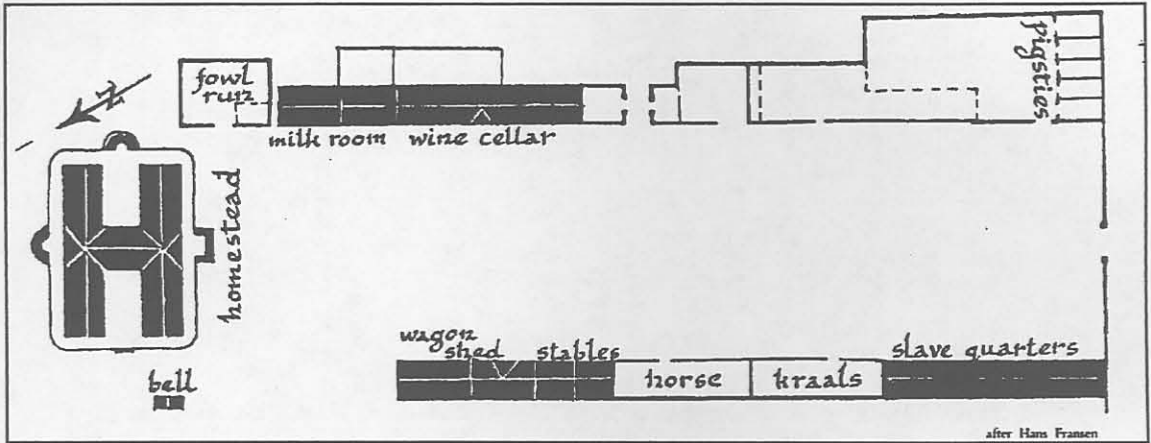 fowl
run
N
milk room
wine cellar
pigsties
homestead
bell
wagon
shed
stables
horse
kraals
slave quarters
after Hans Fransen